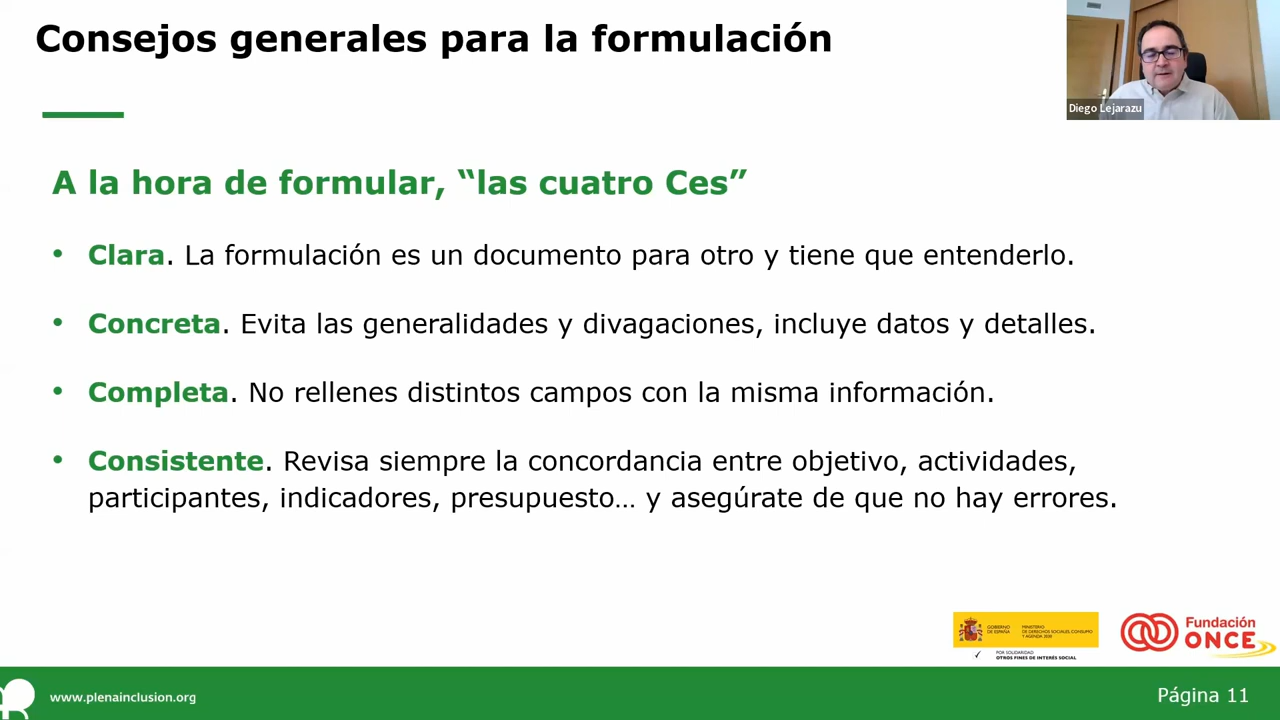 Consejos generales para la formulación
Diego Lejarazu
A la hora de formular, “las cuatro Ces”
• Clara. La formulación es un documento para otro y tiene que entenderlo.
• Concreta. Evita las generalidades y divagaciones, incluye datos y detalles.
• Completa. No rellenes distintos campos con la misma información.
• Consistente. Revisa siempre la concordancia entre objetivo, actividades,
participantes, indicadores, presupuesto… y asegúrate de que no hay errores.
GOBIERNO
DE ESPAÑA
MINISTERIO
DE DERECHOS SOCIALES, CONSUMO
Y AGENDA 2030
POR SOLIDARIDAD
OTROS FINES DE INTERÉS SOCIAL
Fundación
ONCE
www.plenainclusion.org
Página 11